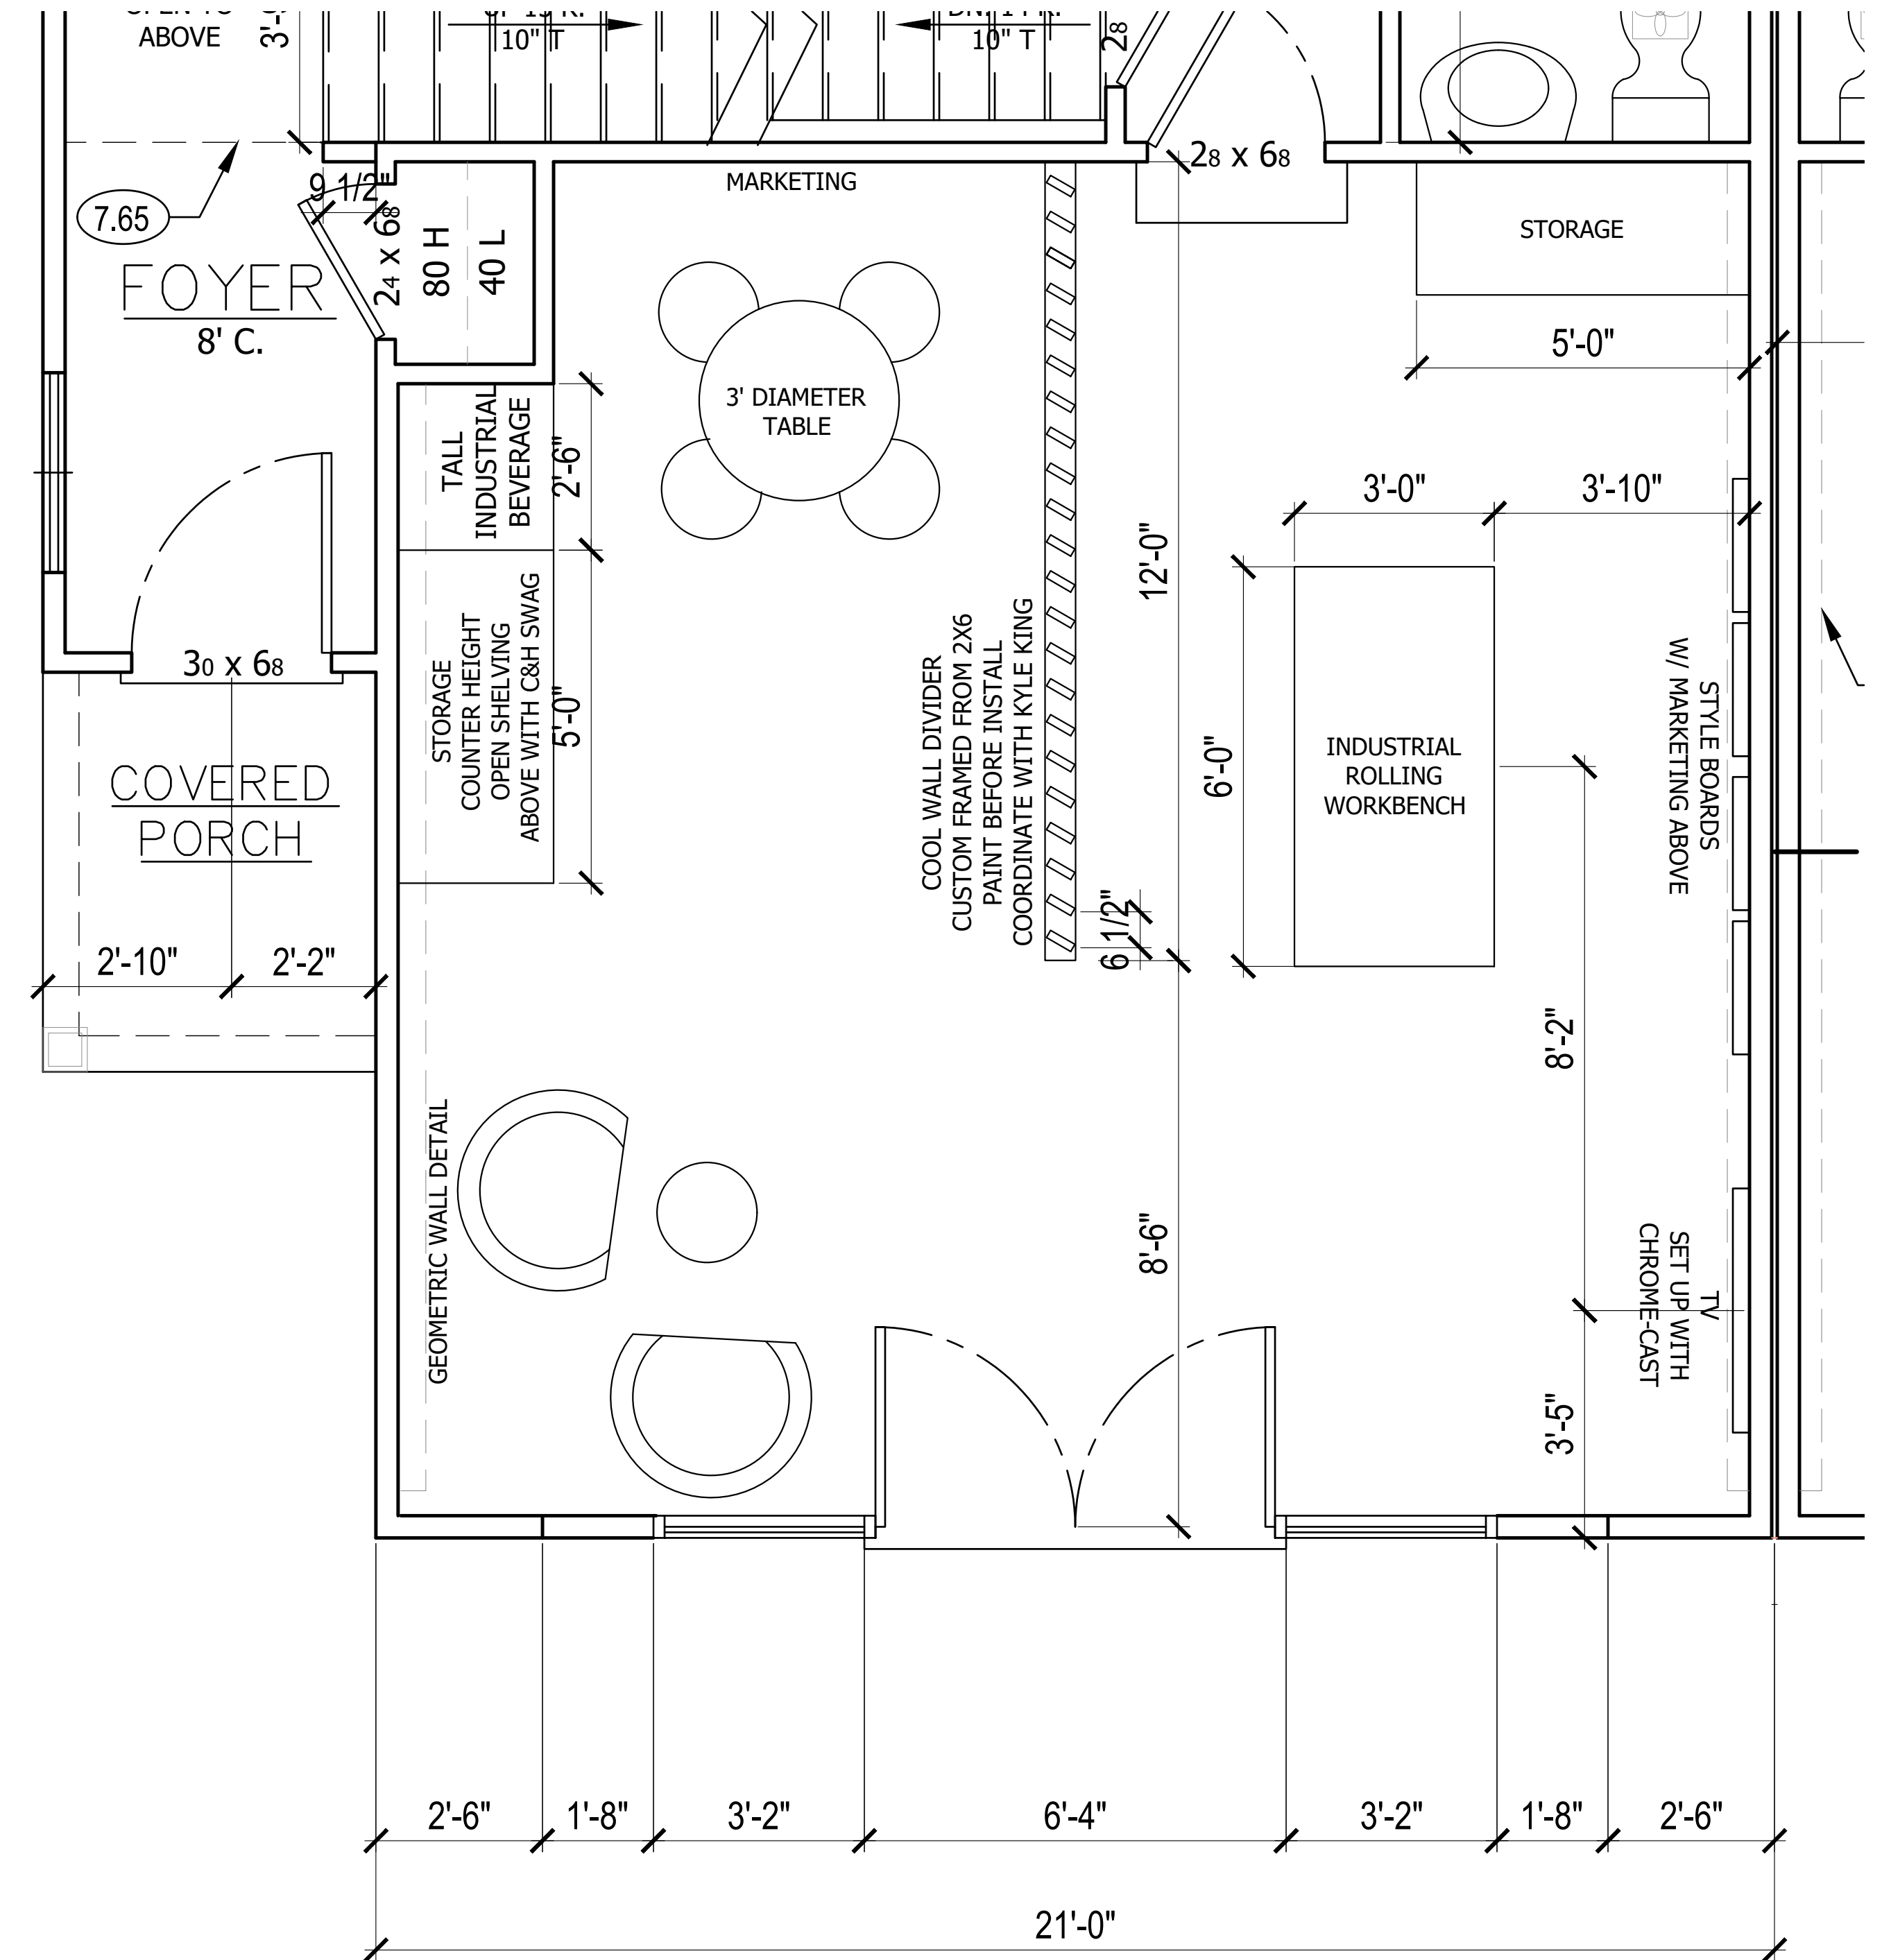 ABOVE
10" T
10" T
28
9 1/2"
28 x 68
MARKETING
7.65
24 x 68
80 H
40 L
STORAGE
FOYER
8' C.
5'-0"
3' DIAMETER
TABLE
TALL
INDUSTRIAL
BEVERAGE
2'-6"
3'-0"
3'-10"
12'-0"
STORAGE
COUNTER HEIGHT
OPEN SHELVING
ABOVE WITH C&H SWAG
5'-0"
COOL WALL DIVIDER
CUSTOM FRAMED FROM 2X6
PAINT BEFORE INSTALL
COORDINATE WITH KYLE KING
30 x 68
6'-0"
INDUSTRIAL
ROLLING
WORKBENCH
STYLE BOARDS
W/ MARKETING ABOVE
COVERED
PORCH
6 1/2"
2'-10"
2'-2"
8'-2"
GEOMETRIC WALL DETAIL
8'-6"
TV
SET UP WITH
CHROME-CAST
3'-5"
2'-6"
1'-8"
3'-2"
6'-4"
3'-2"
1'-8"
2'-6"
21'-0"